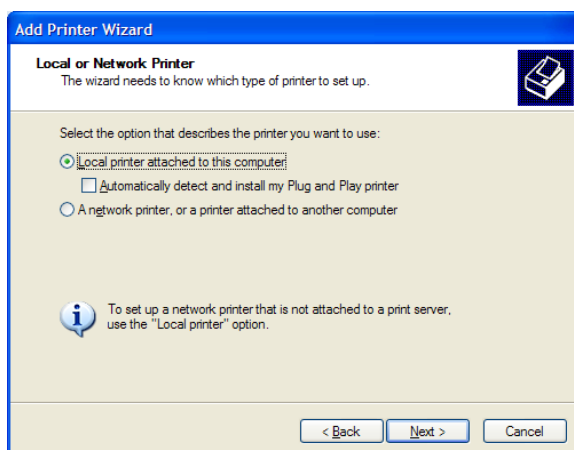 Add Printer Wizard
Local or Network Printer
The wizard needs to know which type of printer to set up.
Select the option that describes the printer you want to use:
Local printer attached to this computer
Automatically detect and install my Plug and Play printer
A network printer, or a printer attached to another computer
To set up a network printer that is not attached to a print server,
use the "Local printer" option.
< Back Next > Cancel